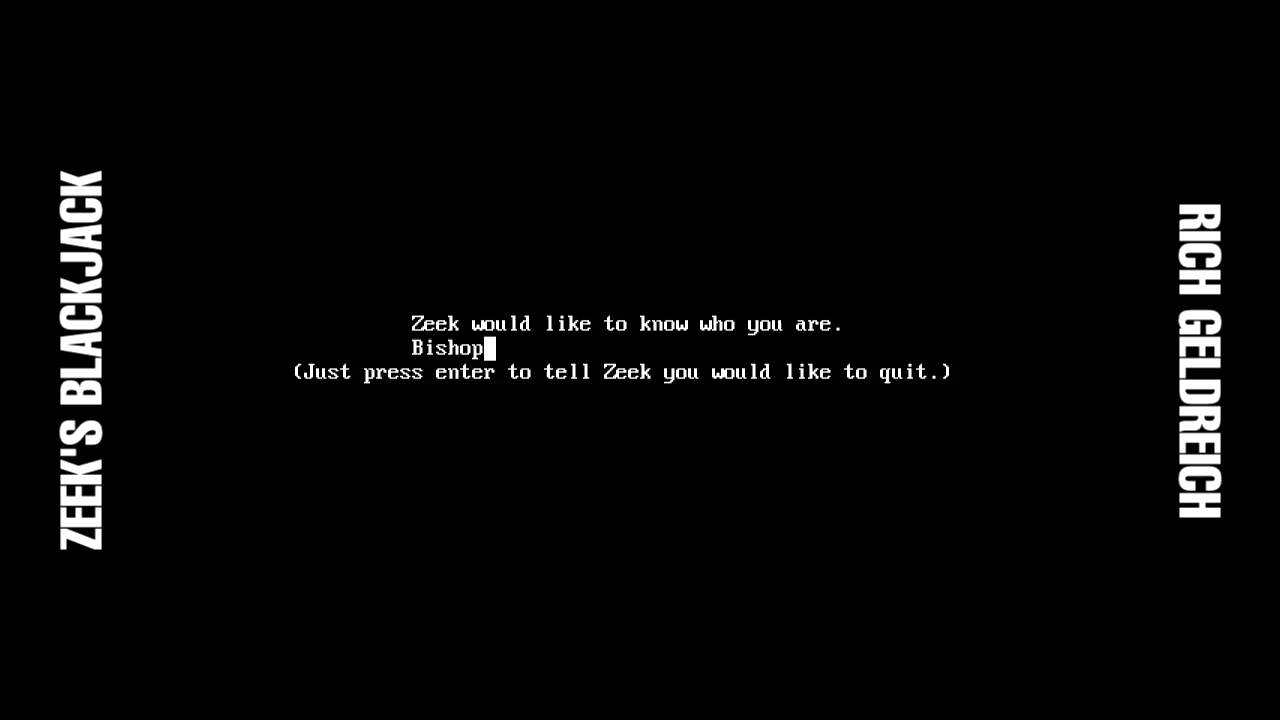 ZEEK'S BLACKJACK
Zeek would like to know who you are.
Bishop
(Just press enter to tell Zeek you would like to quit.)
RICH GELDREICH